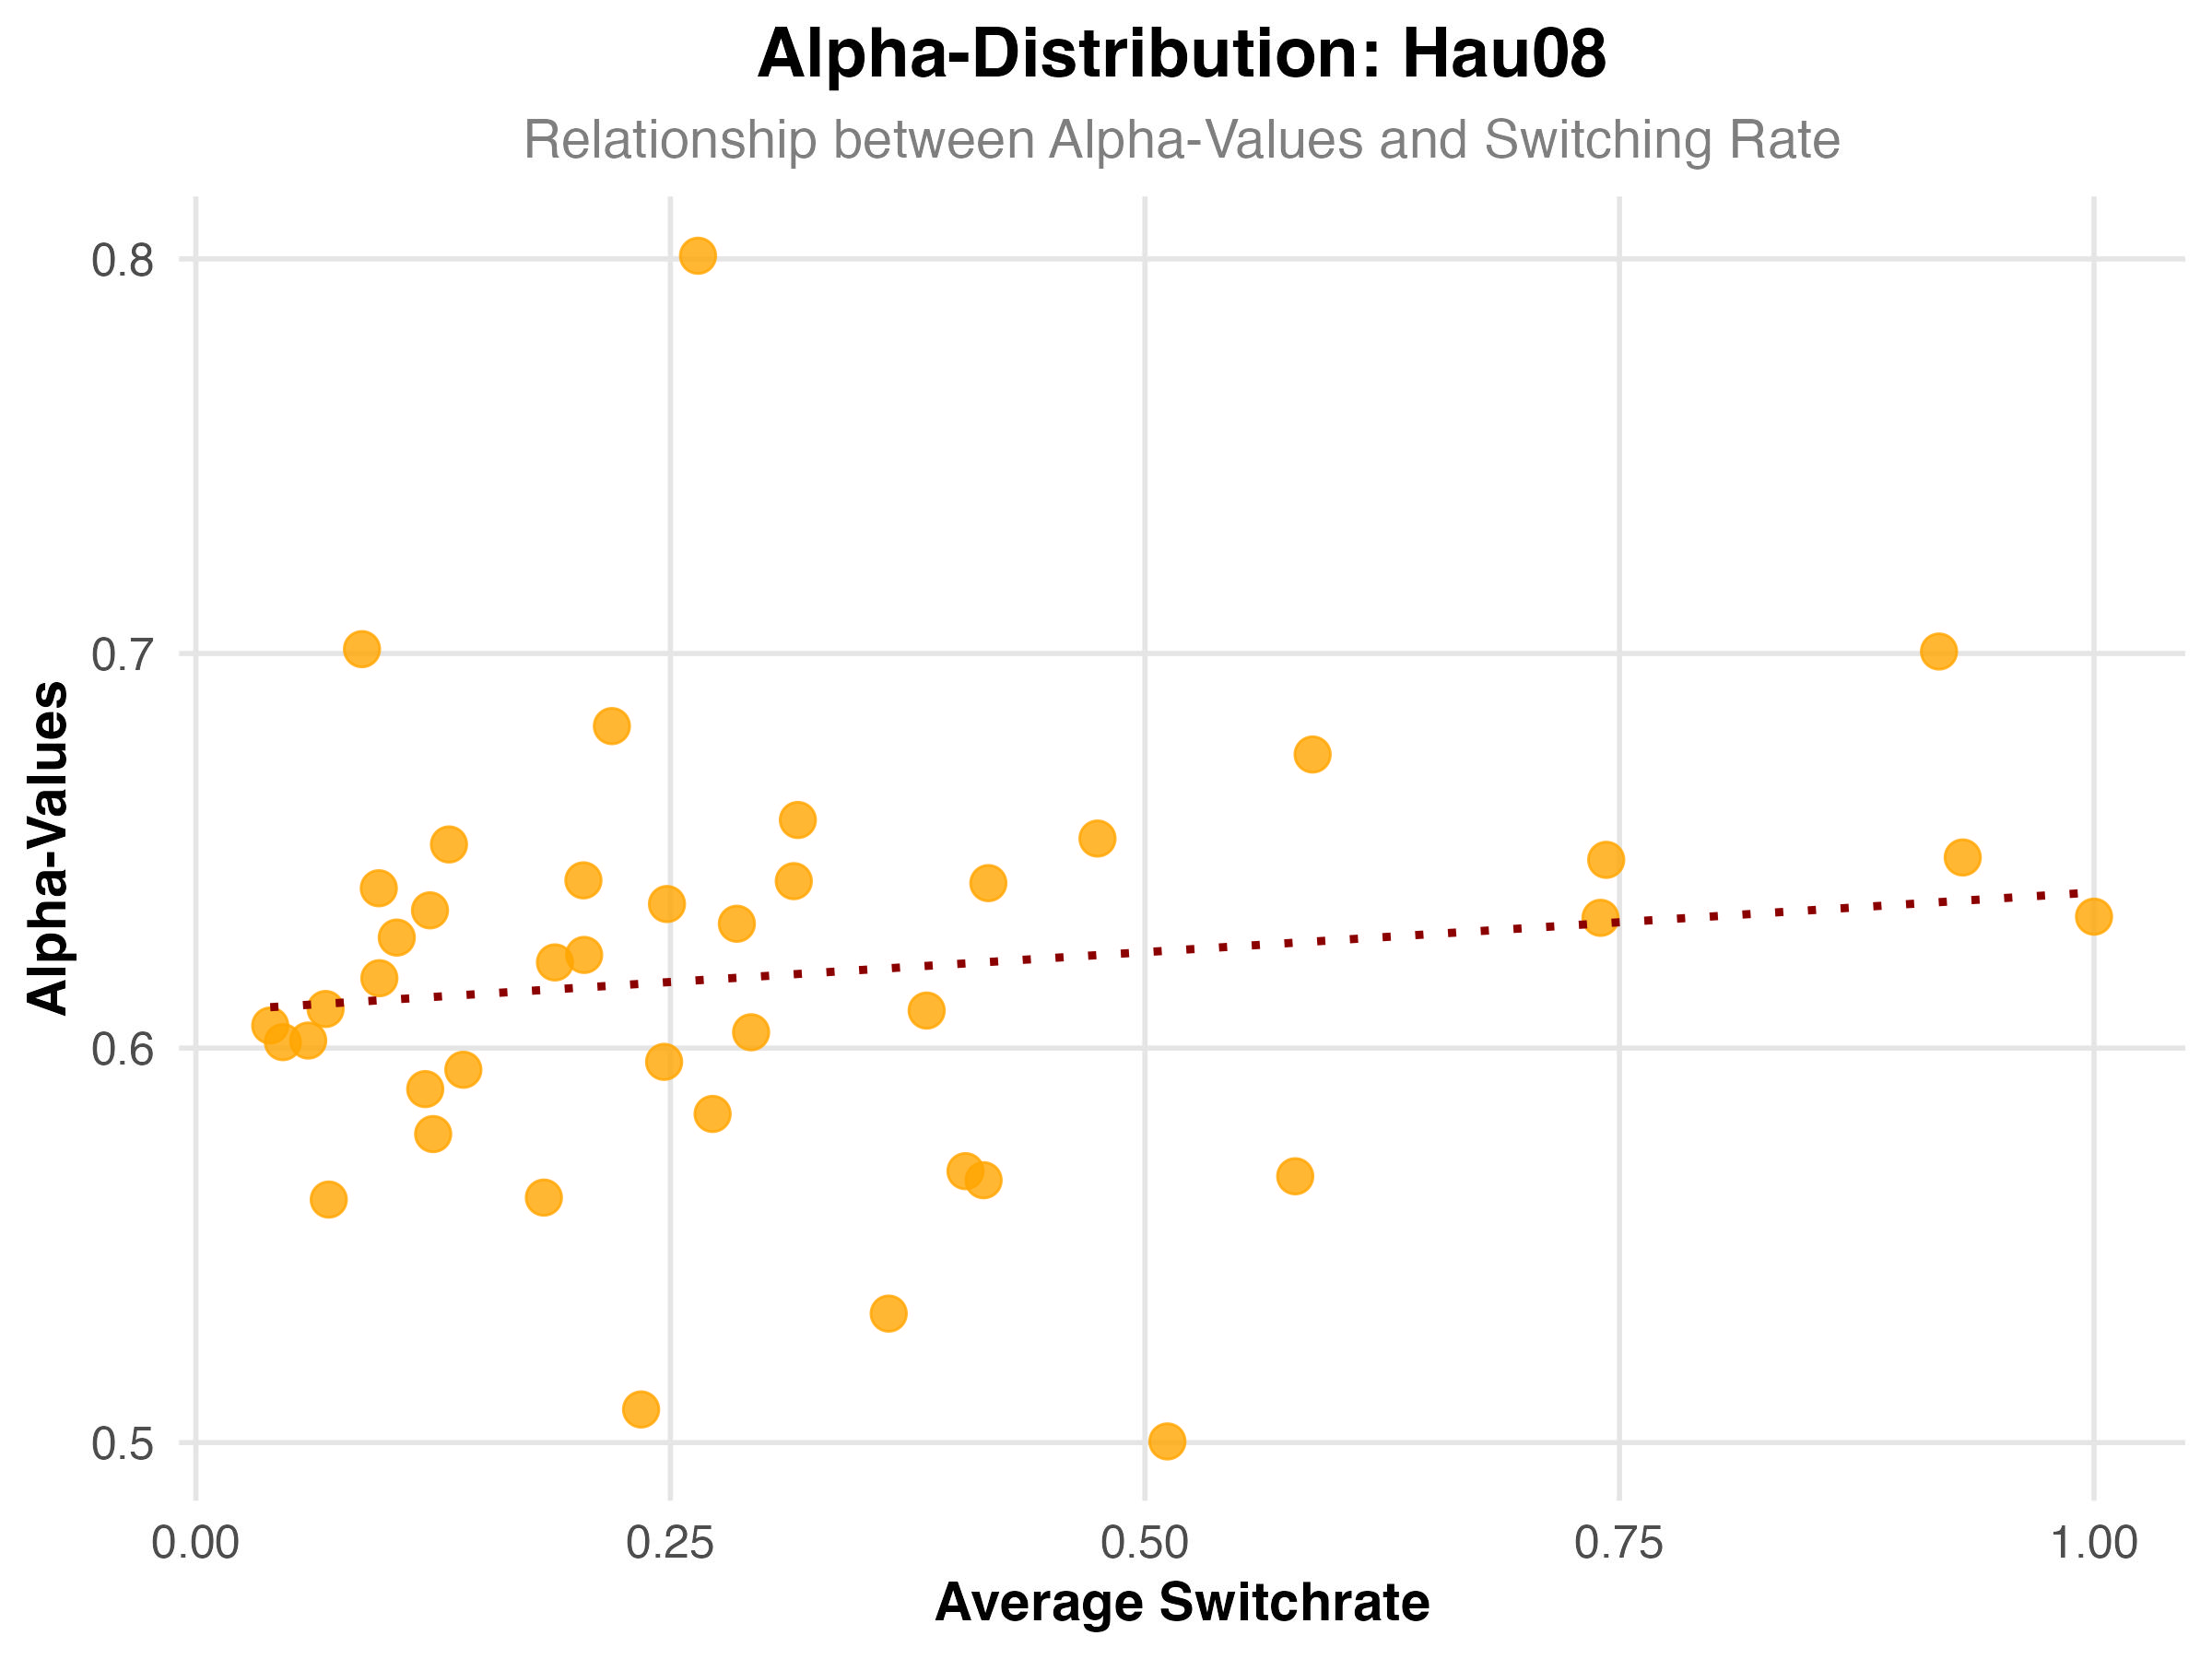 Alpha-Distribution: Hau08
Relationship between Alpha-Values and Switching Rate
Alpha-Values
0.8
0.7
0.6
0.5
0.00 0.25 0.50 0.75 1.00
Average Switchrate